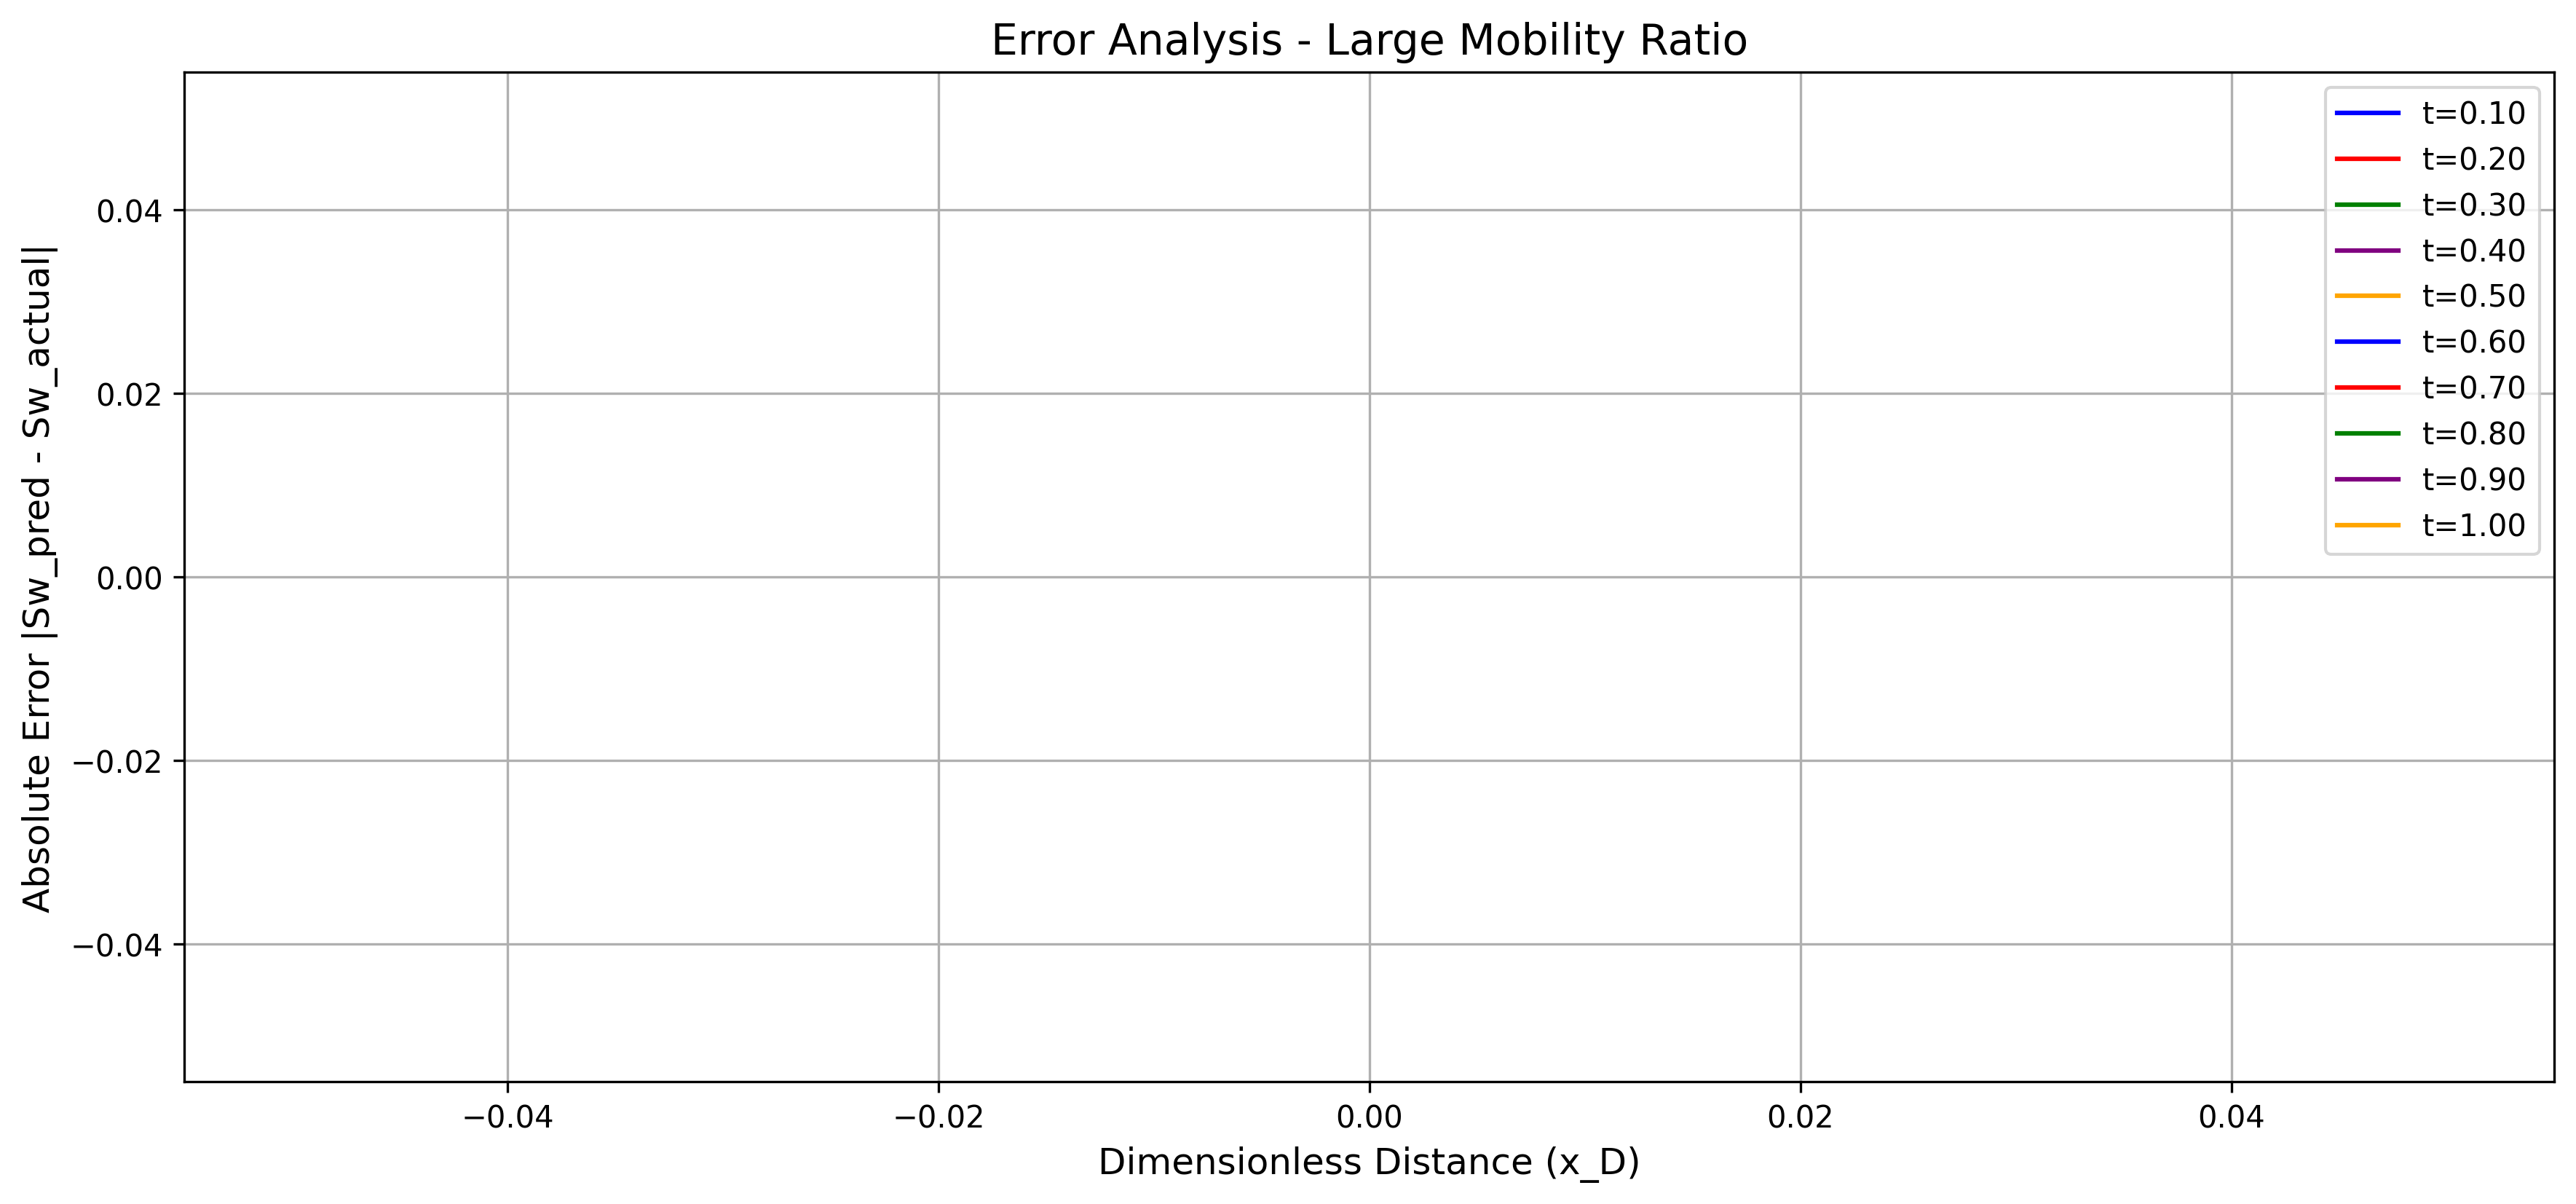 Error Analysis - Large Mobility Ratio
t=0.10
t=0.20
t=0.30
t=0.40
t=0.50
t=0.60
t=0.70
t=0.80
t=0.90
t=1.00
Absolute Error |Sw_pred - Sw_actual|
0.04
0.02
0.00
−0.02
−0.04
−0.04
−0.02
0.00
0.02
0.04
Dimensionless Distance (x_D)